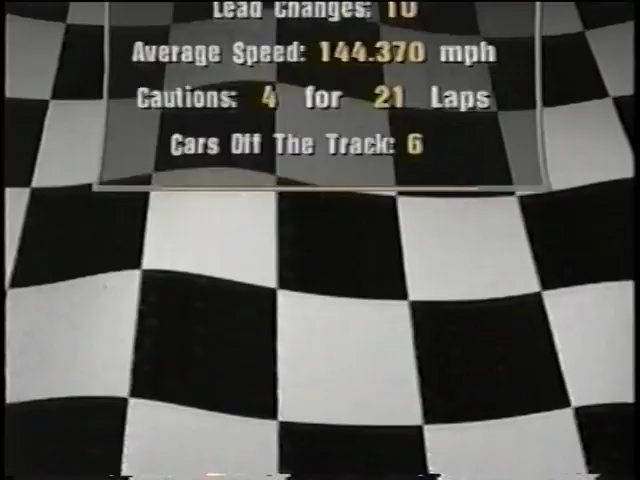 Lead Changes: 10
Average Speed: 144.370 mph
Cautions: 4 for 21 Laps
Cars Off The Track: 6